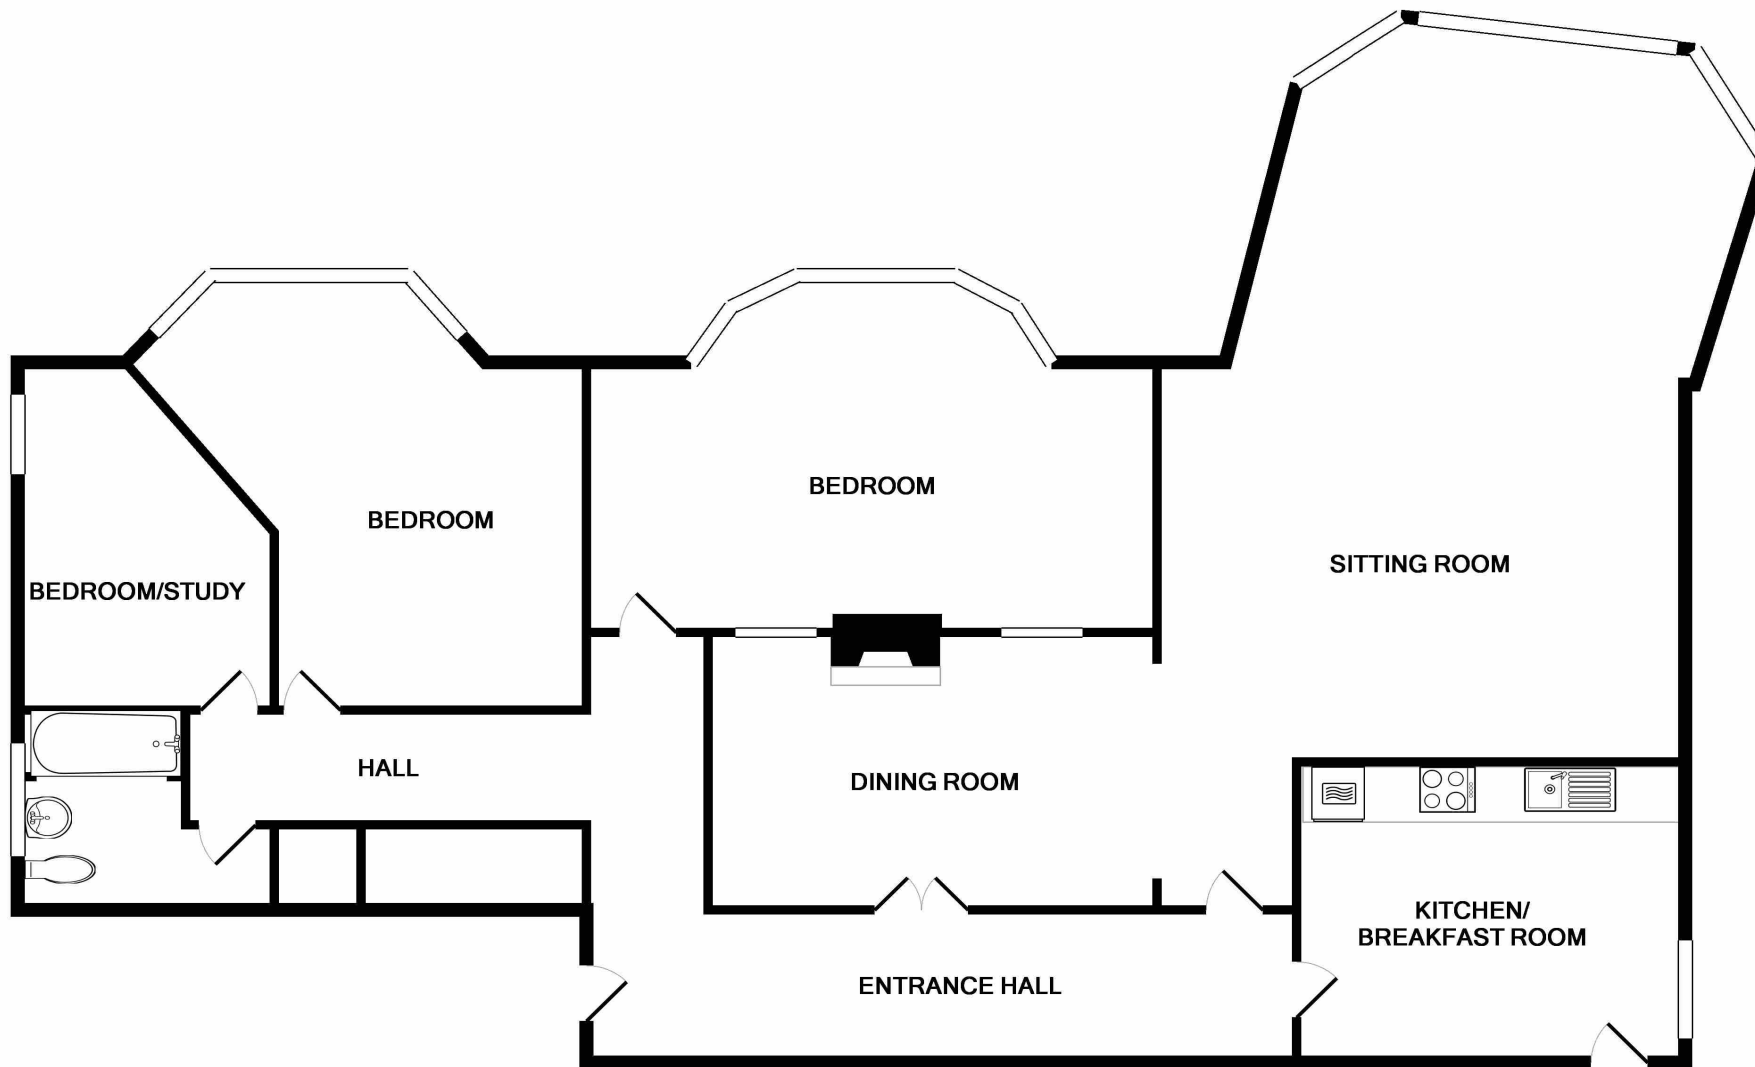 BEDROOM
BEDROOM
SITTING ROOM
BEDROOM/STUDY
HALL
DINING ROOM
KITCHEN/
BREAKFAST ROOM
ENTRANCE HALL